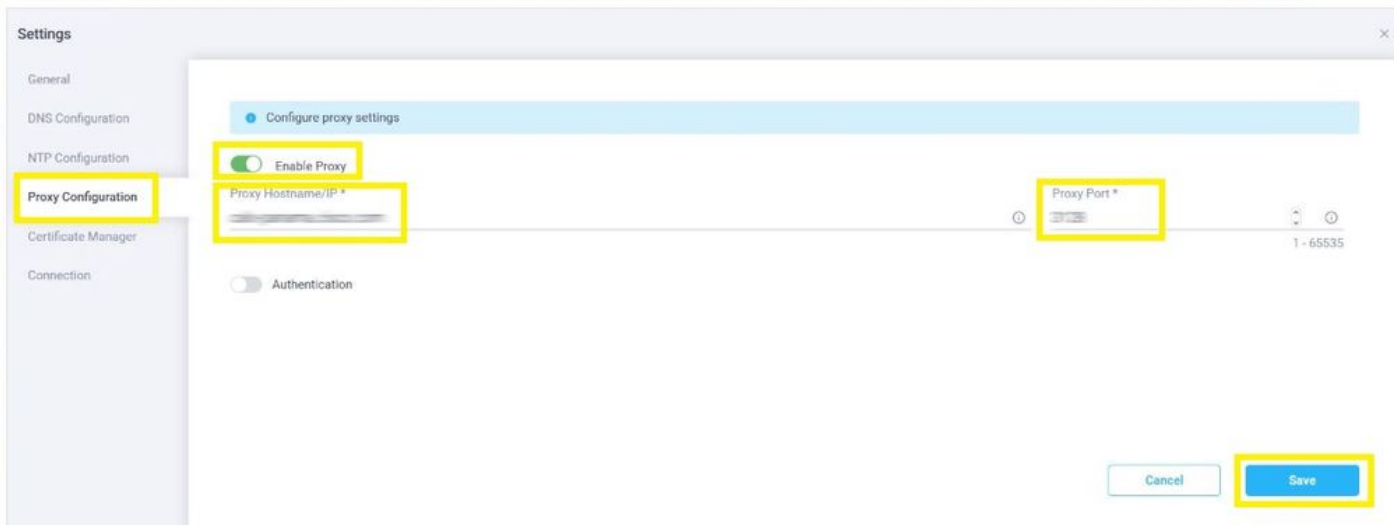 Settings
General
DNS Configuration
NTP Configuration
Proxy Configuration
Certificate Manager
Connection
Configure proxy settings
Enable Proxy
Proxy Hostname/IP *
Proxy Port *
1 - 65535
Authentication
Cancel
Save